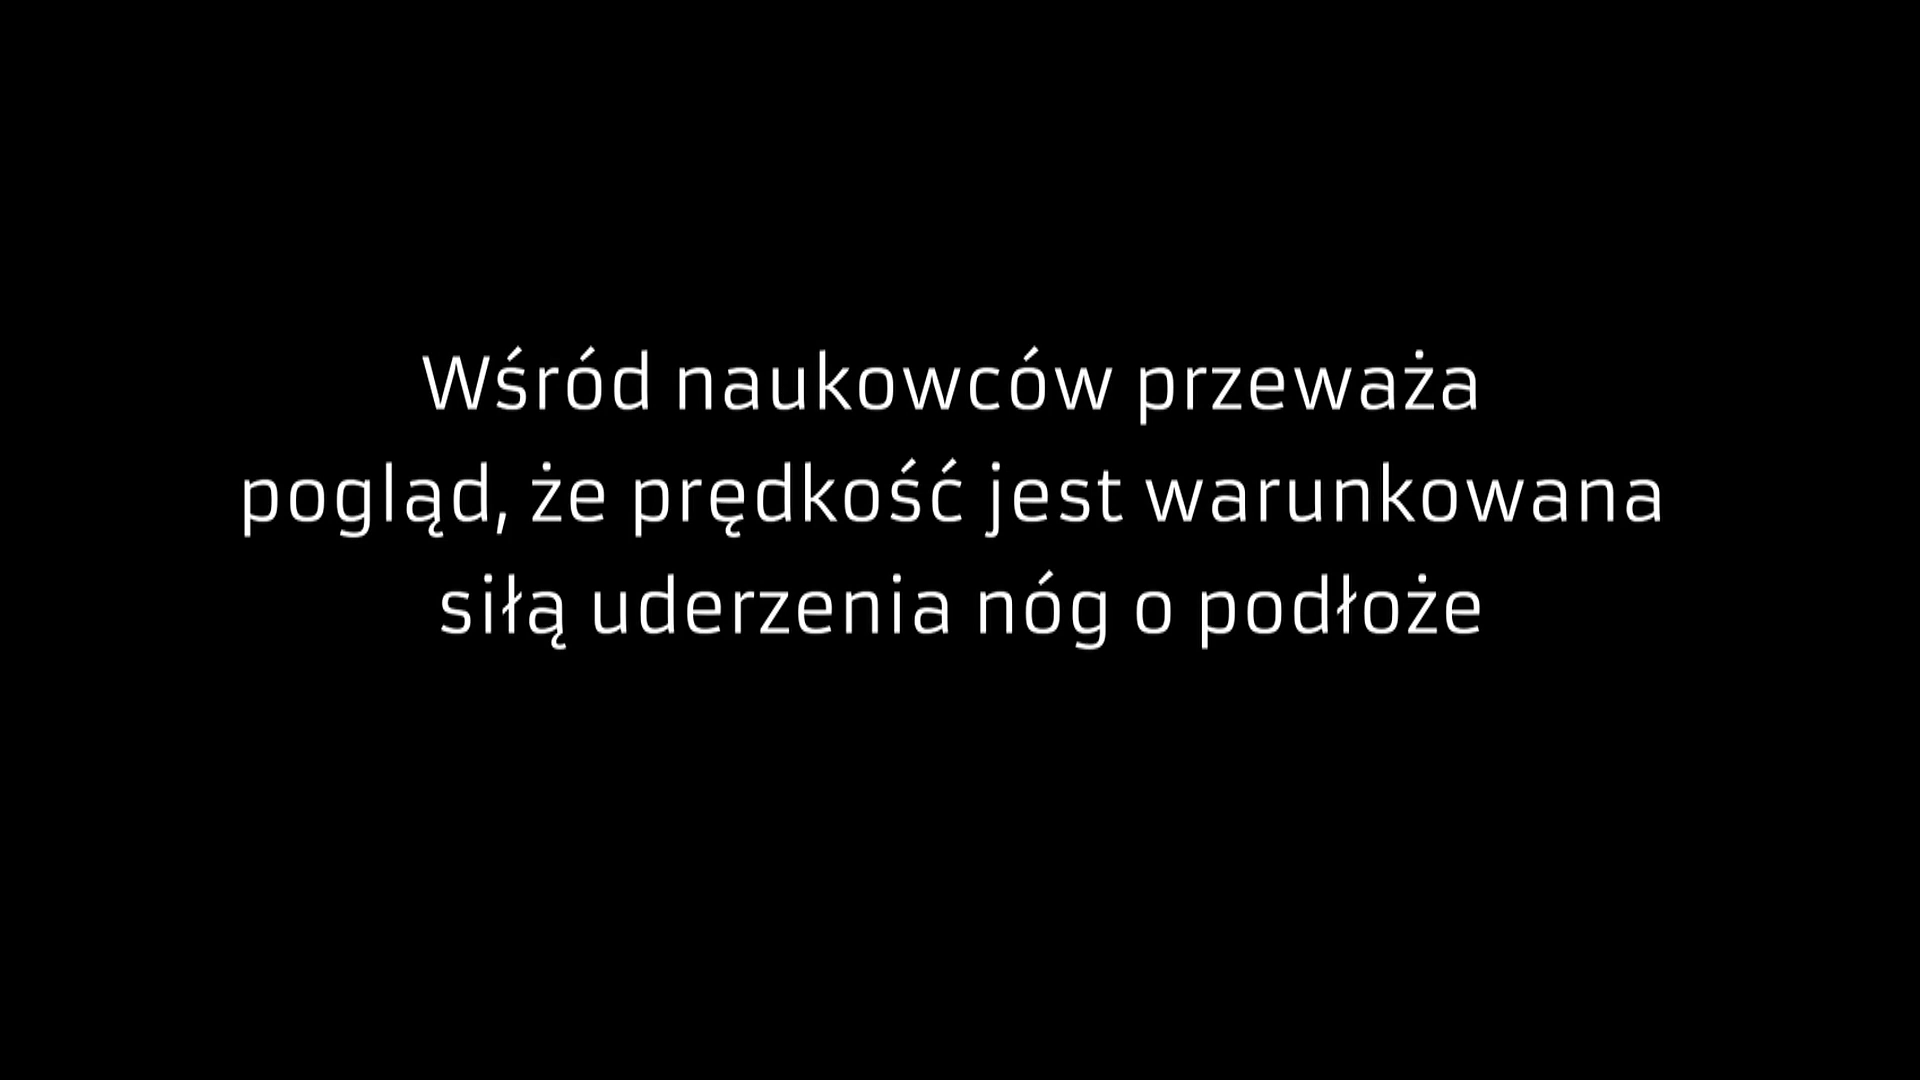 Wśród naukowców przeważa
pogląd, że prędkość jest warunkowana
siłą uderzenia nóg o podłoże